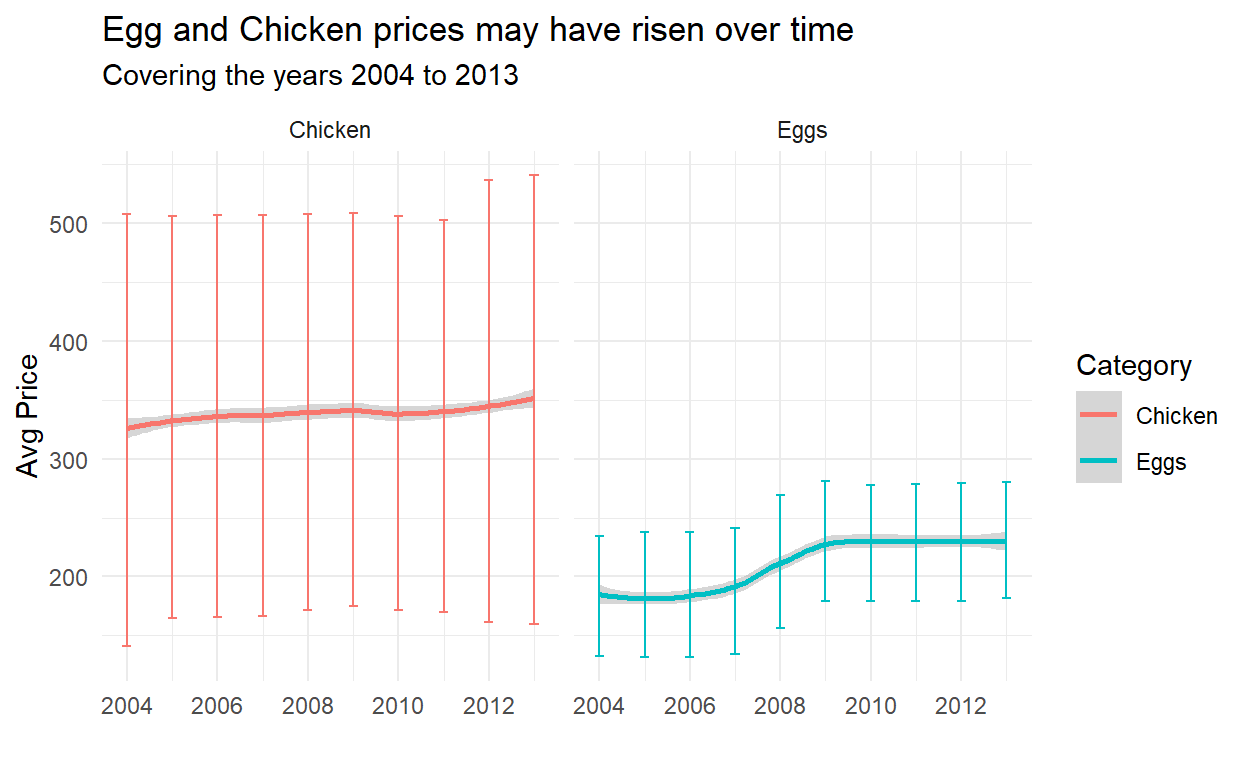 Egg and Chicken prices may have risen over time
Covering the years 2004 to 2013
Chicken
Eggs
Avg Price
500
400
300
200
2004 2006 2008 2010 2012
2004 2006 2008 2010 2012
Category
Chicken
Eggs